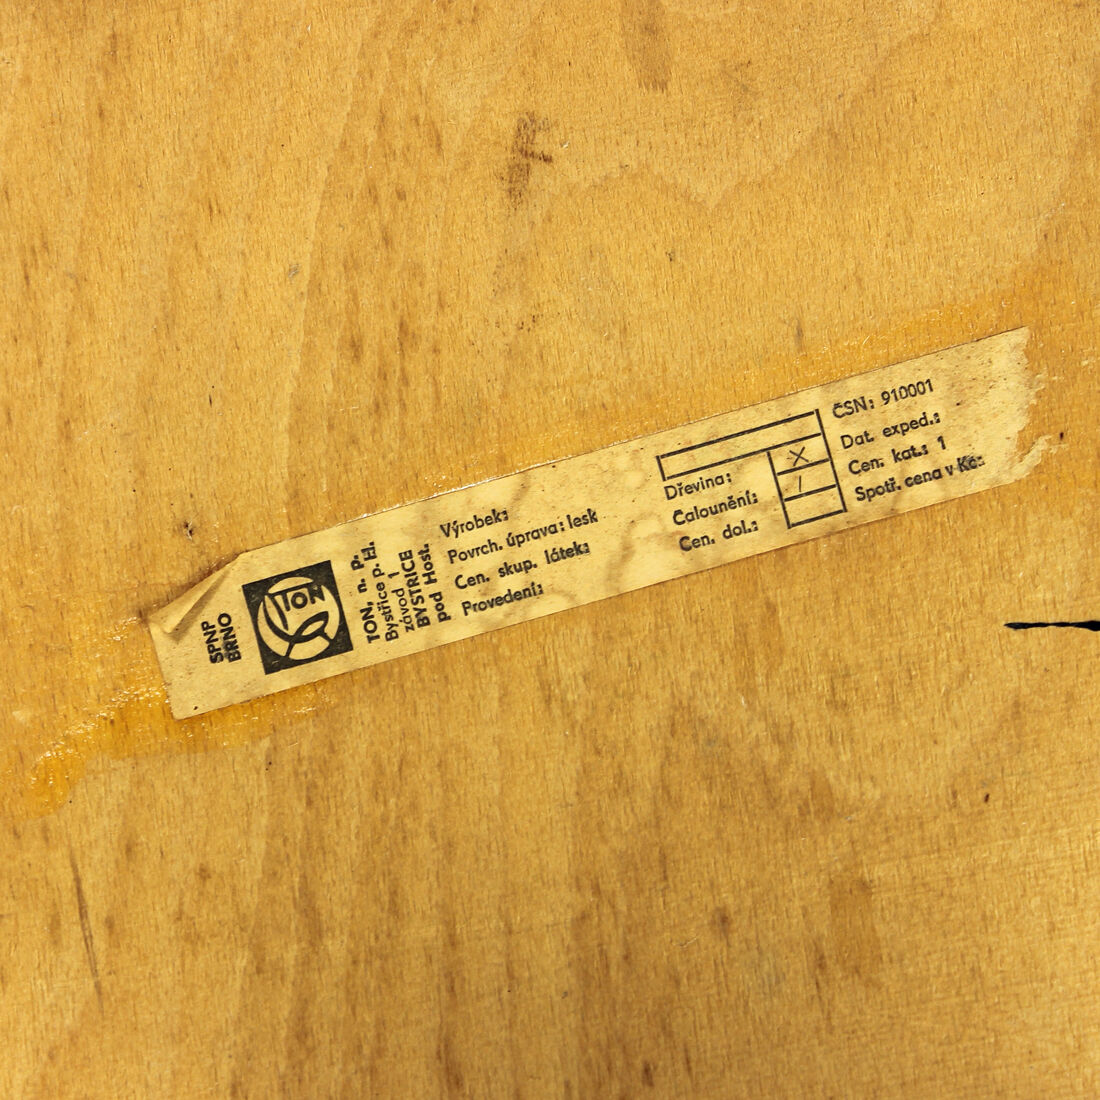 SPNP
BRNO
TON
TON, n. p.
Bystřice p. H.
závod 1
BYSTŘICE
pod Host.
Výrobek:
Povrch. úprava: lesk
Cen. skup. látek:
Provedení:
Dřevina: X
Čalounění: /
Cen. dol.:
ČSN: 910001
Dat. exped.:
Cen. kat.: 1
Spotř. cena v Kč: